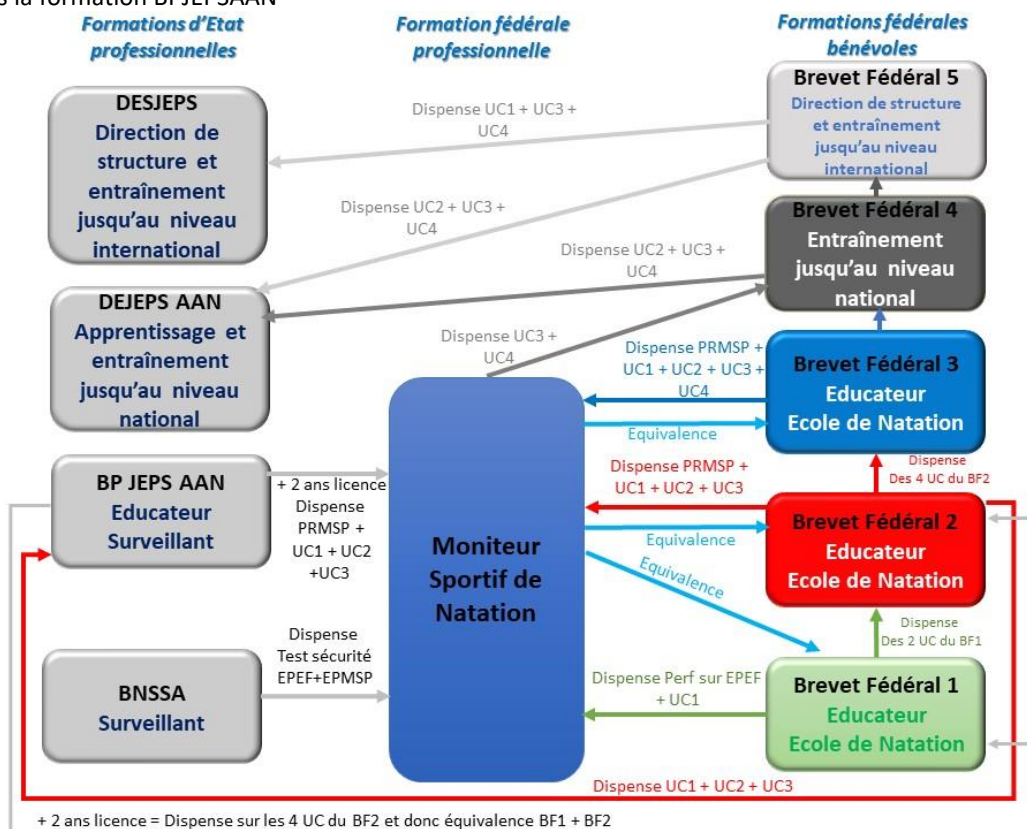 s la formation BPJEPSAAN
Formations d'Etat
professionnelles
Formation fédérale
professionnelle
Formations fédérales
bénévoles
DESJEPS
Direction de
structure et
entraînement
jusqu'au niveau
international
Dispense UC1 + UC3 +
UC4
Brevet Fédéral 5
Direction de structure
et entraînement
jusqu'au niveau
international
Dispense UC2 + UC3 +
UC4
Brevet Fédéral 4
Entraînement
jusqu'au niveau
national
Dispense UC2 + UC3 +
UC4
DEJEPS AAN
Apprentissage et
entraînement
jusqu'au niveau
national
Dispense UC3 +
UC4
Dispense PRMSP +
UC1 + UC2 + UC3 +
UC4
Equivalence
Brevet Fédéral 3
Educateur
Ecole de Natation
Dispense
Des 4 UC du BF2
BP JEPS AAN
Educateur
Surveillant
+ 2 ans licence
Dispense
PRMSP +
UC1 + UC2
+UC3
Moniteur
Sportif de
Natation
Dispense PRMSP +
UC1 + UC2 + UC3
Equivalence
Equivalence
Brevet Fédéral 2
Educateur
Ecole de Natation
Dispense
Des 2 UC du BF1
BNSSA
Surveillant
Dispense
Test sécurité
EPEF+EPMSP
Dispense Perf sur EPEF
+ UC1
Brevet Fédéral 1
Educateur
Ecole de Natation
Dispense UC1 + UC2 + UC3
+ 2 ans licence = Dispense sur les 4 UC du BF2 et donc équivalence BF1 + BF2